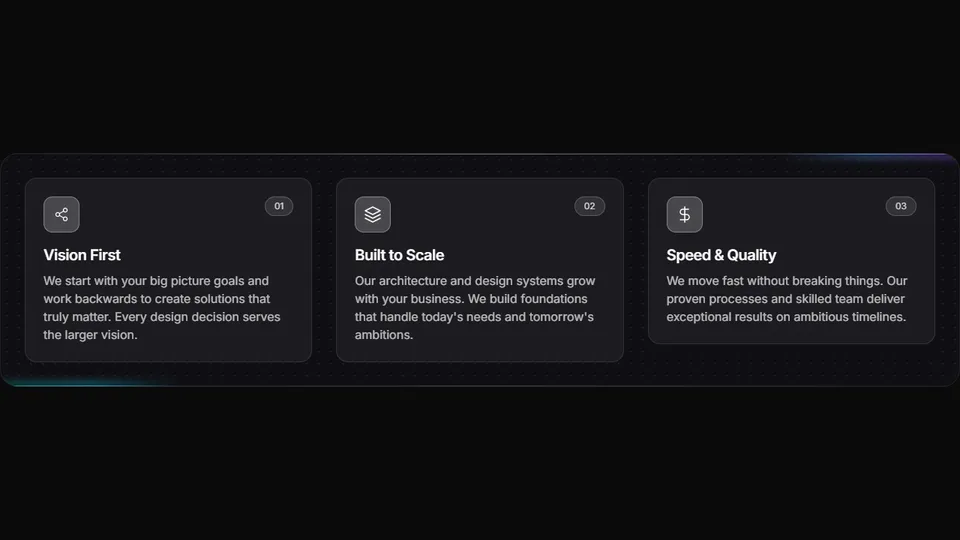 01
Vision First
We start with your big picture goals and
work backwards to create solutions that
truly matter. Every design decision serves
the larger vision.
02
Built to Scale
Our architecture and design systems grow
with your business. We build foundations
that handle today's needs and tomorrow's
ambitions.
03
Speed & Quality
We move fast without breaking things. Our
proven processes and skilled team deliver
exceptional results on ambitious timelines.